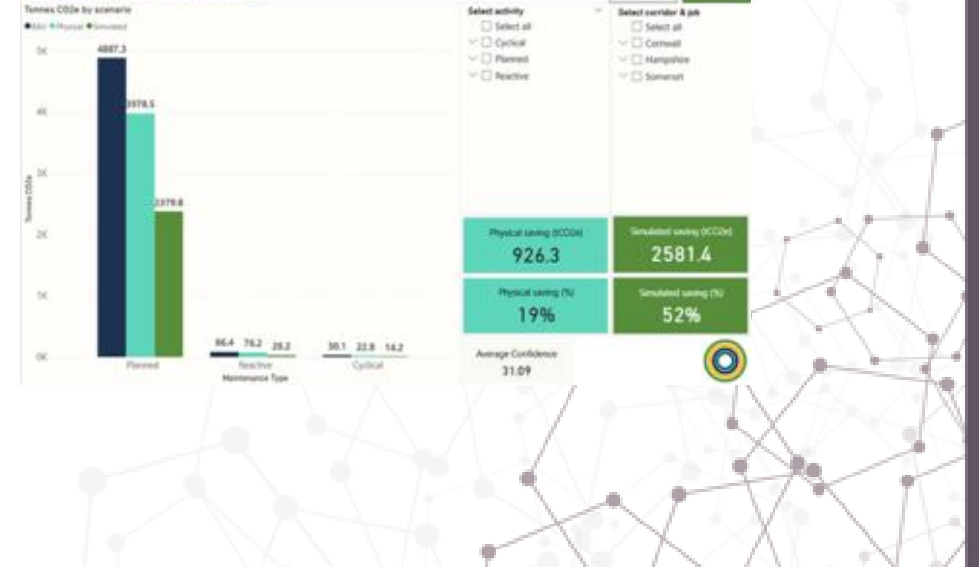 Tonnes CO2e by scenario
BAU Physical Simulated
5K
4887.3
4K
3978.5
3K
2379.8
2K
1K
0K
86.4 76.2 28.2
30.1 22.8 14.2
Planned
Reactive
Cyclical
Maintenance Type
Tonnes CO2e
Select activity
Select all
Cyclical
Planned
Reactive
Select corridor & job
Select all
Cornwall
Hampshire
Somerset
Physical saving (tCO2e)
926.3
Simulated saving (tCO2e)
2581.4
Physical saving (%)
19%
Simulated saving (%)
52%
Average Confidence
31.09